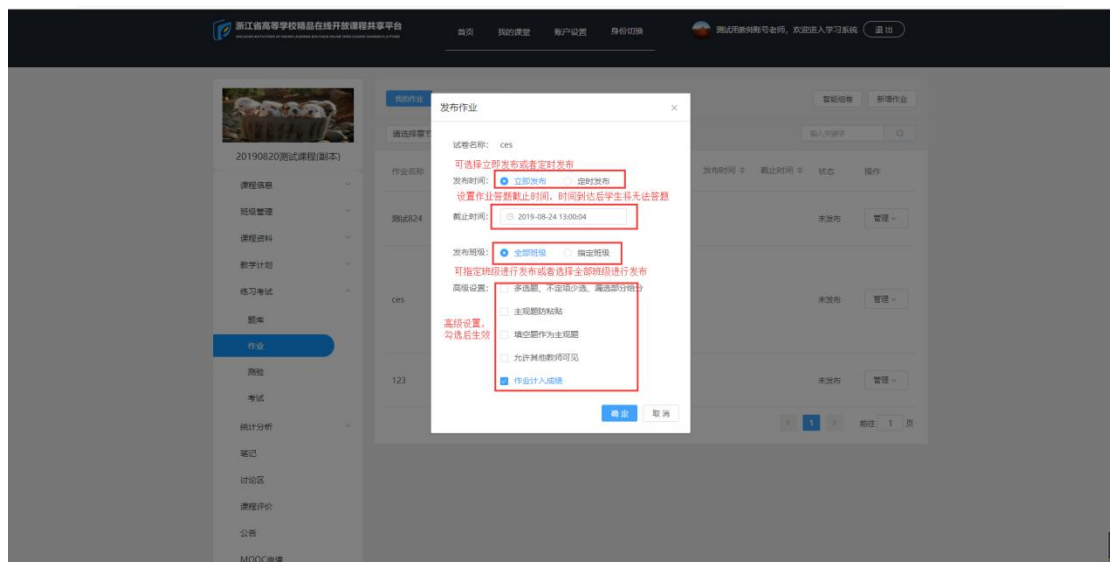 浙江省高等学校精品在线开放课程共享平台
首页 我的课堂 账户设置 身份切换
测试用教师账号老师，欢迎进入学习系统 退出
20190820测试课程(副本)
课程信息
班级管理
课程资料
教学计划
练习考试
题库
作业
测验
考试
统计分析
笔记
讨论区
课程评价
公告
MOOC申请
我的作业
智能组卷 新增作业
请选择章节
输入关键字
作业名称 发布时间 截止时间 状态 操作
测试824 未发布 管理
ces 未发布 管理
123 未发布 管理
1 前往 1 页
发布作业
试卷名称： ces
可选择立即发布或者定时发布
发布时间： 立即发布 定时发布
设置作业答题截止时间，时间到达后学生将无法答题
截止时间： 2019-08-24 13:00:04
发布班级： 全部班级 指定班级
可指定班级进行发布或者选择全部班级进行发布
高级设置： 多选题、不定项少选、漏选部分给分
主观题防粘贴
高级设置，
勾选后生效
填空题作为主观题
允许其他教师可见
作业计入成绩
确定 取消